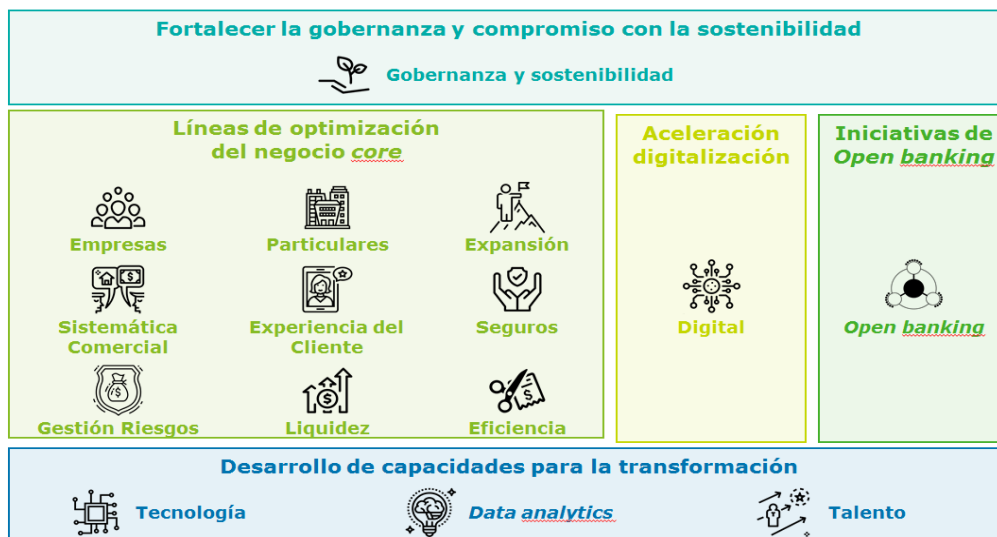 Fortalecer la gobernanza y compromiso con la sostenibilidad
Gobernanza y sostenibilidad
Líneas de optimización
del negocio core
Empresas
Particulares
Expansión
Sistemática
Comercial
Experiencia del
Cliente
Seguros
Gestión Riesgos
Liquidez
Eficiencia
Aceleración
digitalización
Digital
Iniciativas de
Open banking
Open banking
Desarrollo de capacidades para la transformación
Tecnología
Data analytics
Talento